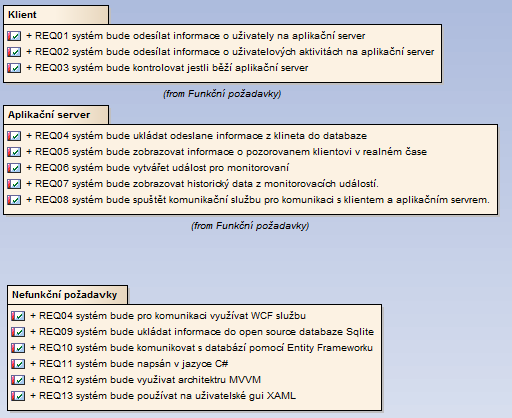 Klient
+ REQ01 systém bude odesílat informace o uživately na aplikační server
+ REQ02 systém bude odesílat informace o uživatelových aktivitách na aplikační server
+ REQ03 systém bude kontrolovat jestli běží aplikační server
(from Funkční požadavky)
Aplikační server
+ REQ04 systém bude ukládat odeslane informace z klineta do databaze
+ REQ05 systém bude zobrazovat informace o pozorovanem klientovi v realném čase
+ REQ06 systém bude vytvářet událost pro monitorovaní
+ REQ07 systém bude zobrazovat historický data z monitorovacích událostí.
+ REQ08 systém bude spuštět komunikační službu pro komunikaci s klientem a aplikačním servrem.
(from Funkční požadavky)
Nefunkční požadavky
+ REQ04 systém bude pro komunikaci využívat WCF službu
+ REQ09 systém bude ukládat informace do open source databaze Sqlite
+ REQ10 systém bude komunikovat s databází pomocí Entity Frameworku
+ REQ11 systém bude napsán v jazyce C#
+ REQ12 systém bude využivat architektru MVVM
+ REQ13 systém bude používat na uživatelské gui XAML